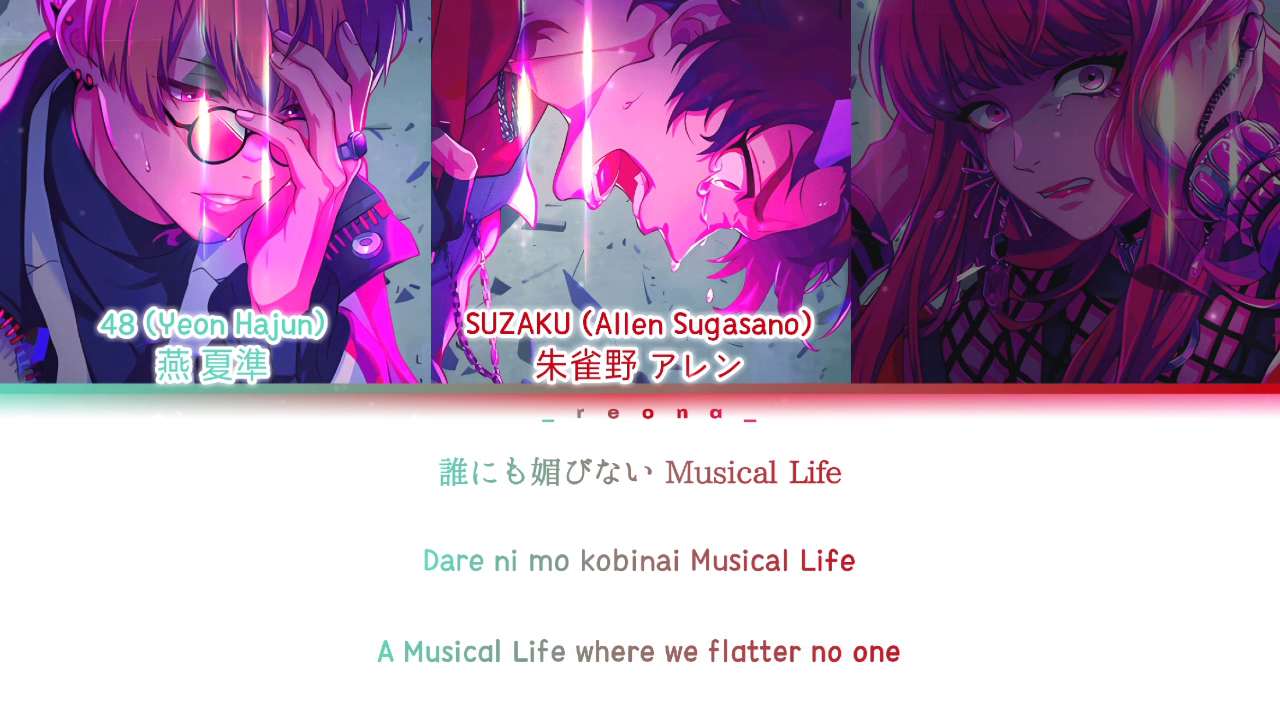 48 (Yeon Hajun)
燕 夏準
SUZAKU (Allen Sugasano)
朱雀野 アレン
_ r e o n a _
誰にも媚びない Musical Life
Dare ni mo kobinai Musical Life
A Musical Life where we flatter no one